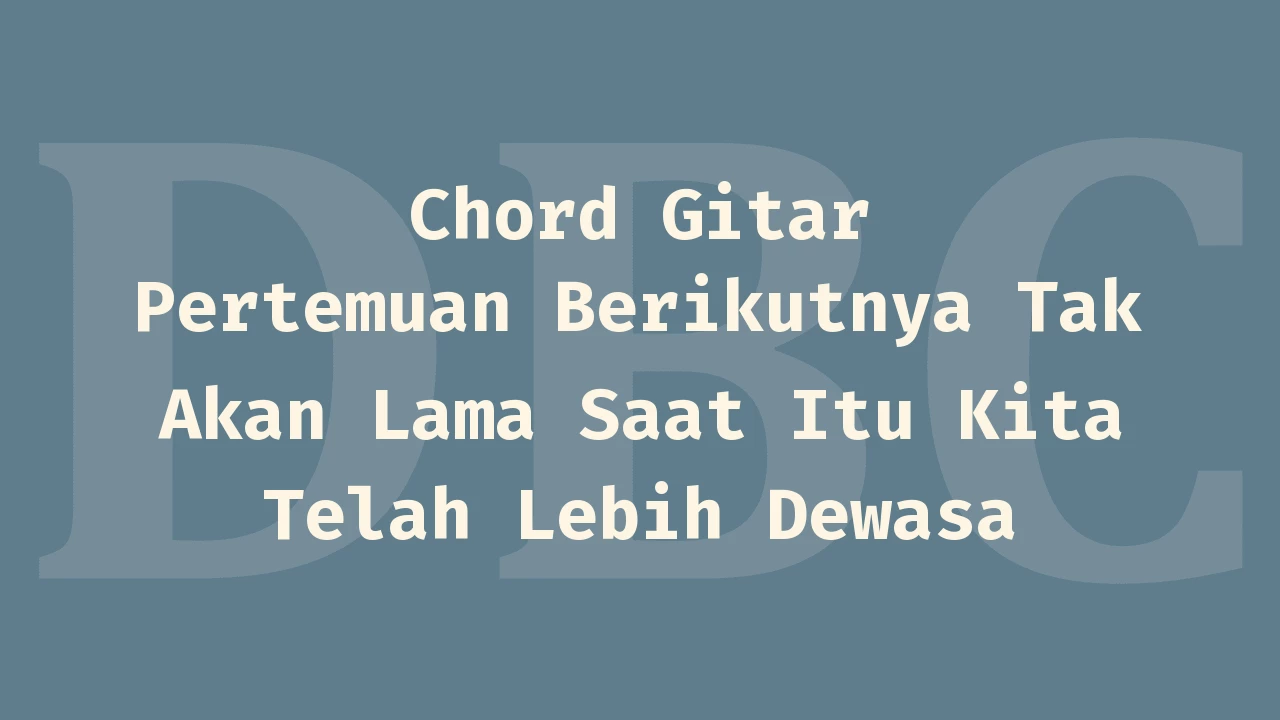 DBC
Chord Gitar
Pertemuan Berikutnya Tak
Akan Lama Saat Itu Kita
Telah Lebih Dewasa